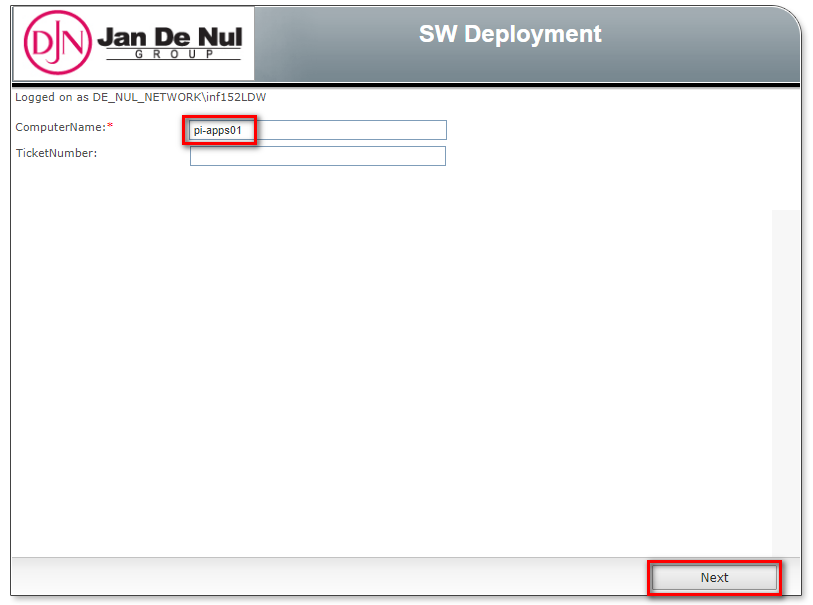 DJN
Jan De Nul
GROUP
SW Deployment
Logged on as DE_NUL_NETWORK\inf152LDW
ComputerName:*
pi-apps01
TicketNumber:
Next